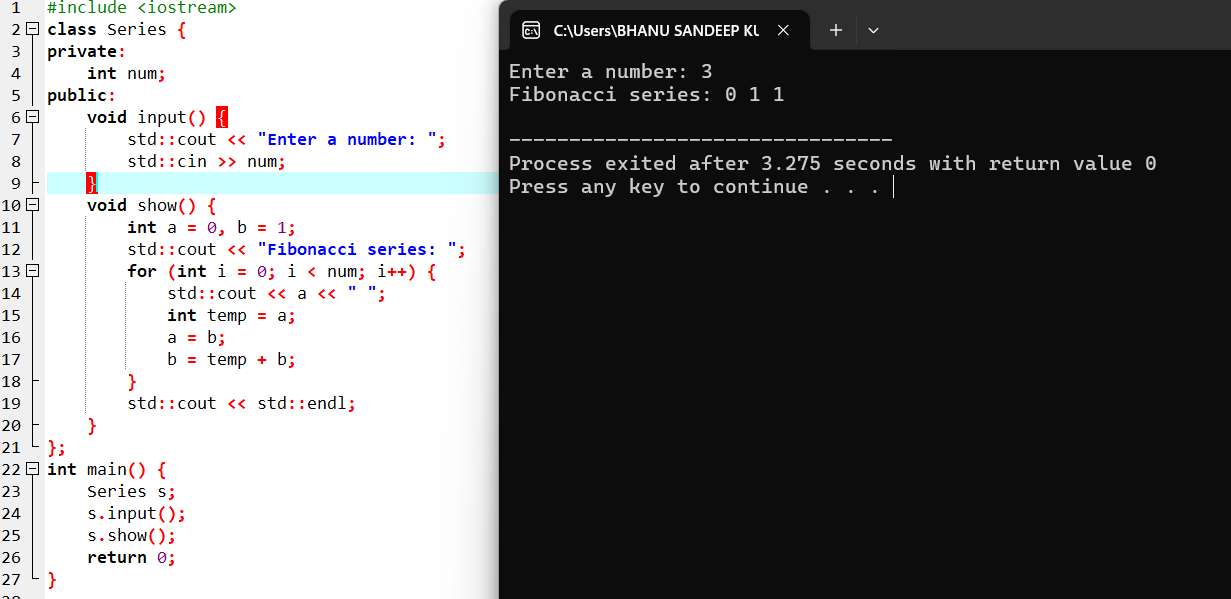 1 #include <iostream>
2 class Series {
3 private:
4     int num;
5 public:
6     void input() {
7         std::cout << "Enter a number: ";
8         std::cin >> num;
9     }
10     void show() {
11         int a = 0, b = 1;
12         std::cout << "Fibonacci series: ";
13         for (int i = 0; i < num; i++) {
14             std::cout << a << " ";
15             int temp = a;
16             a = b;
17             b = temp + b;
18         }
19         std::cout << std::endl;
20     }
21 };
22 int main() {
23     Series s;
24     s.input();
25     s.show();
26     return 0;
27 }
C:\Users\BHANU SANDEEP
Enter a number: 3
Fibonacci series: 0 1 1
--------------------------------
Process exited after 3.275 seconds with return value 0
Press any key to continue . . .